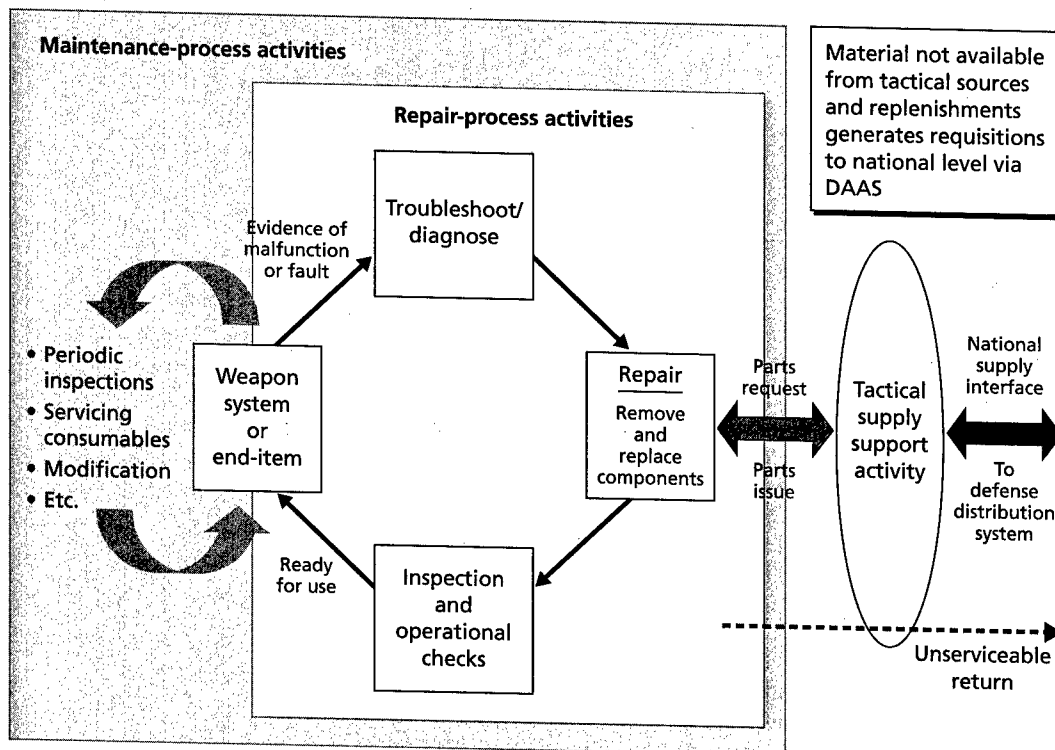 Maintenance-process activities
Repair-process activities
Material not available
from tactical sources
and replenishments
generates requisitions
to national level via
DAAS
Troubleshoot/
diagnose
Evidence of
malfunction
or fault
• Periodic
inspections
• Servicing
consumables
• Modification
• Etc.
Weapon
system
or
end-item
Repair
Remove
and
replace
components
Parts
request
Parts
issue
Tactical
supply
support
activity
National
supply
interface
To
defense
distribution
system
Ready
for use
Inspection
and
operational
checks
Unserviceable
return